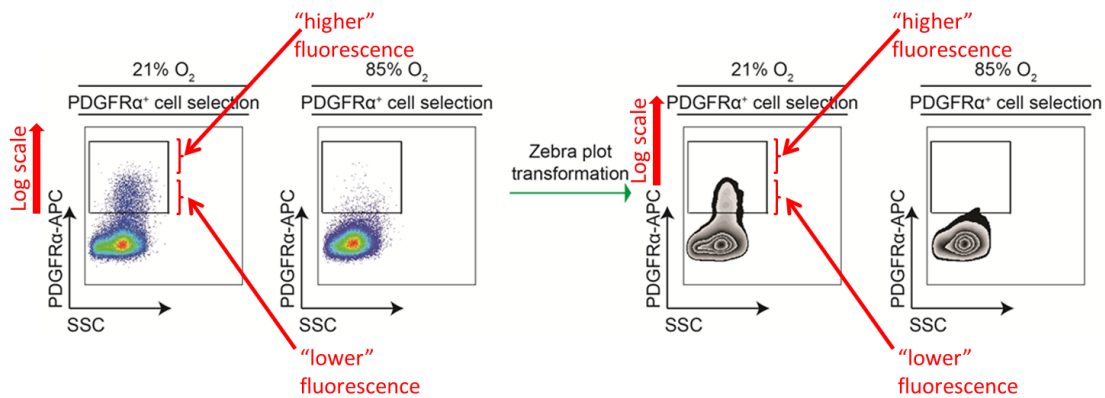 "higher"
fluorescence
21% O₂
85% O₂
PDGFRα⁺ cell selection
PDGFRα⁺ cell selection
Log scale
PDGFRα-APC
SSC
PDGFRα-APC
SSC
"lower"
fluorescence
Zebra plot
transformation
"higher"
fluorescence
21% O₂
85% O₂
PDGFRα⁺ cell selection
PDGFRα⁺ cell selection
Log scale
PDGFRα-APC
SSC
PDGFRα-APC
SSC
"lower"
fluorescence